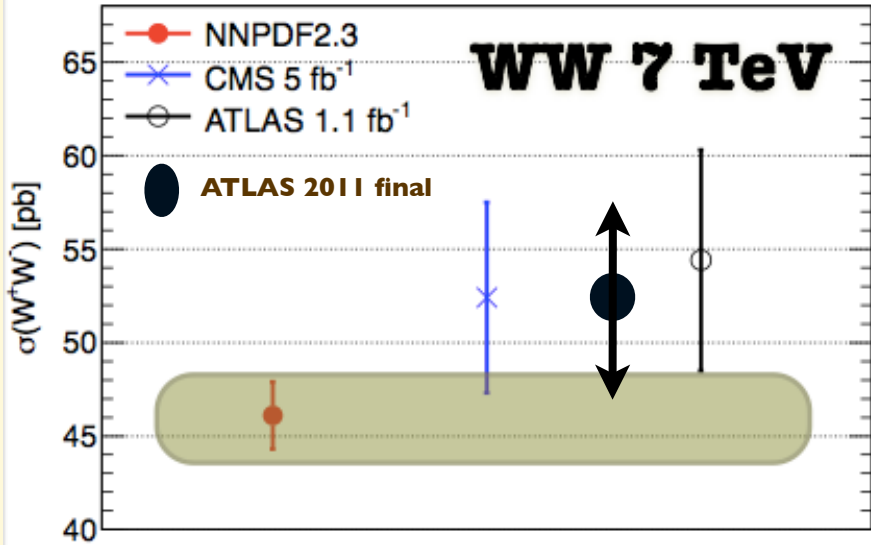 NNPDF2.3
CMS 5 fb⁻¹
ATLAS 1.1 fb⁻¹
WW 7 TeV
ATLAS 2011 final
σ(W⁺W⁻) [pb]
65
60
55
50
45
40